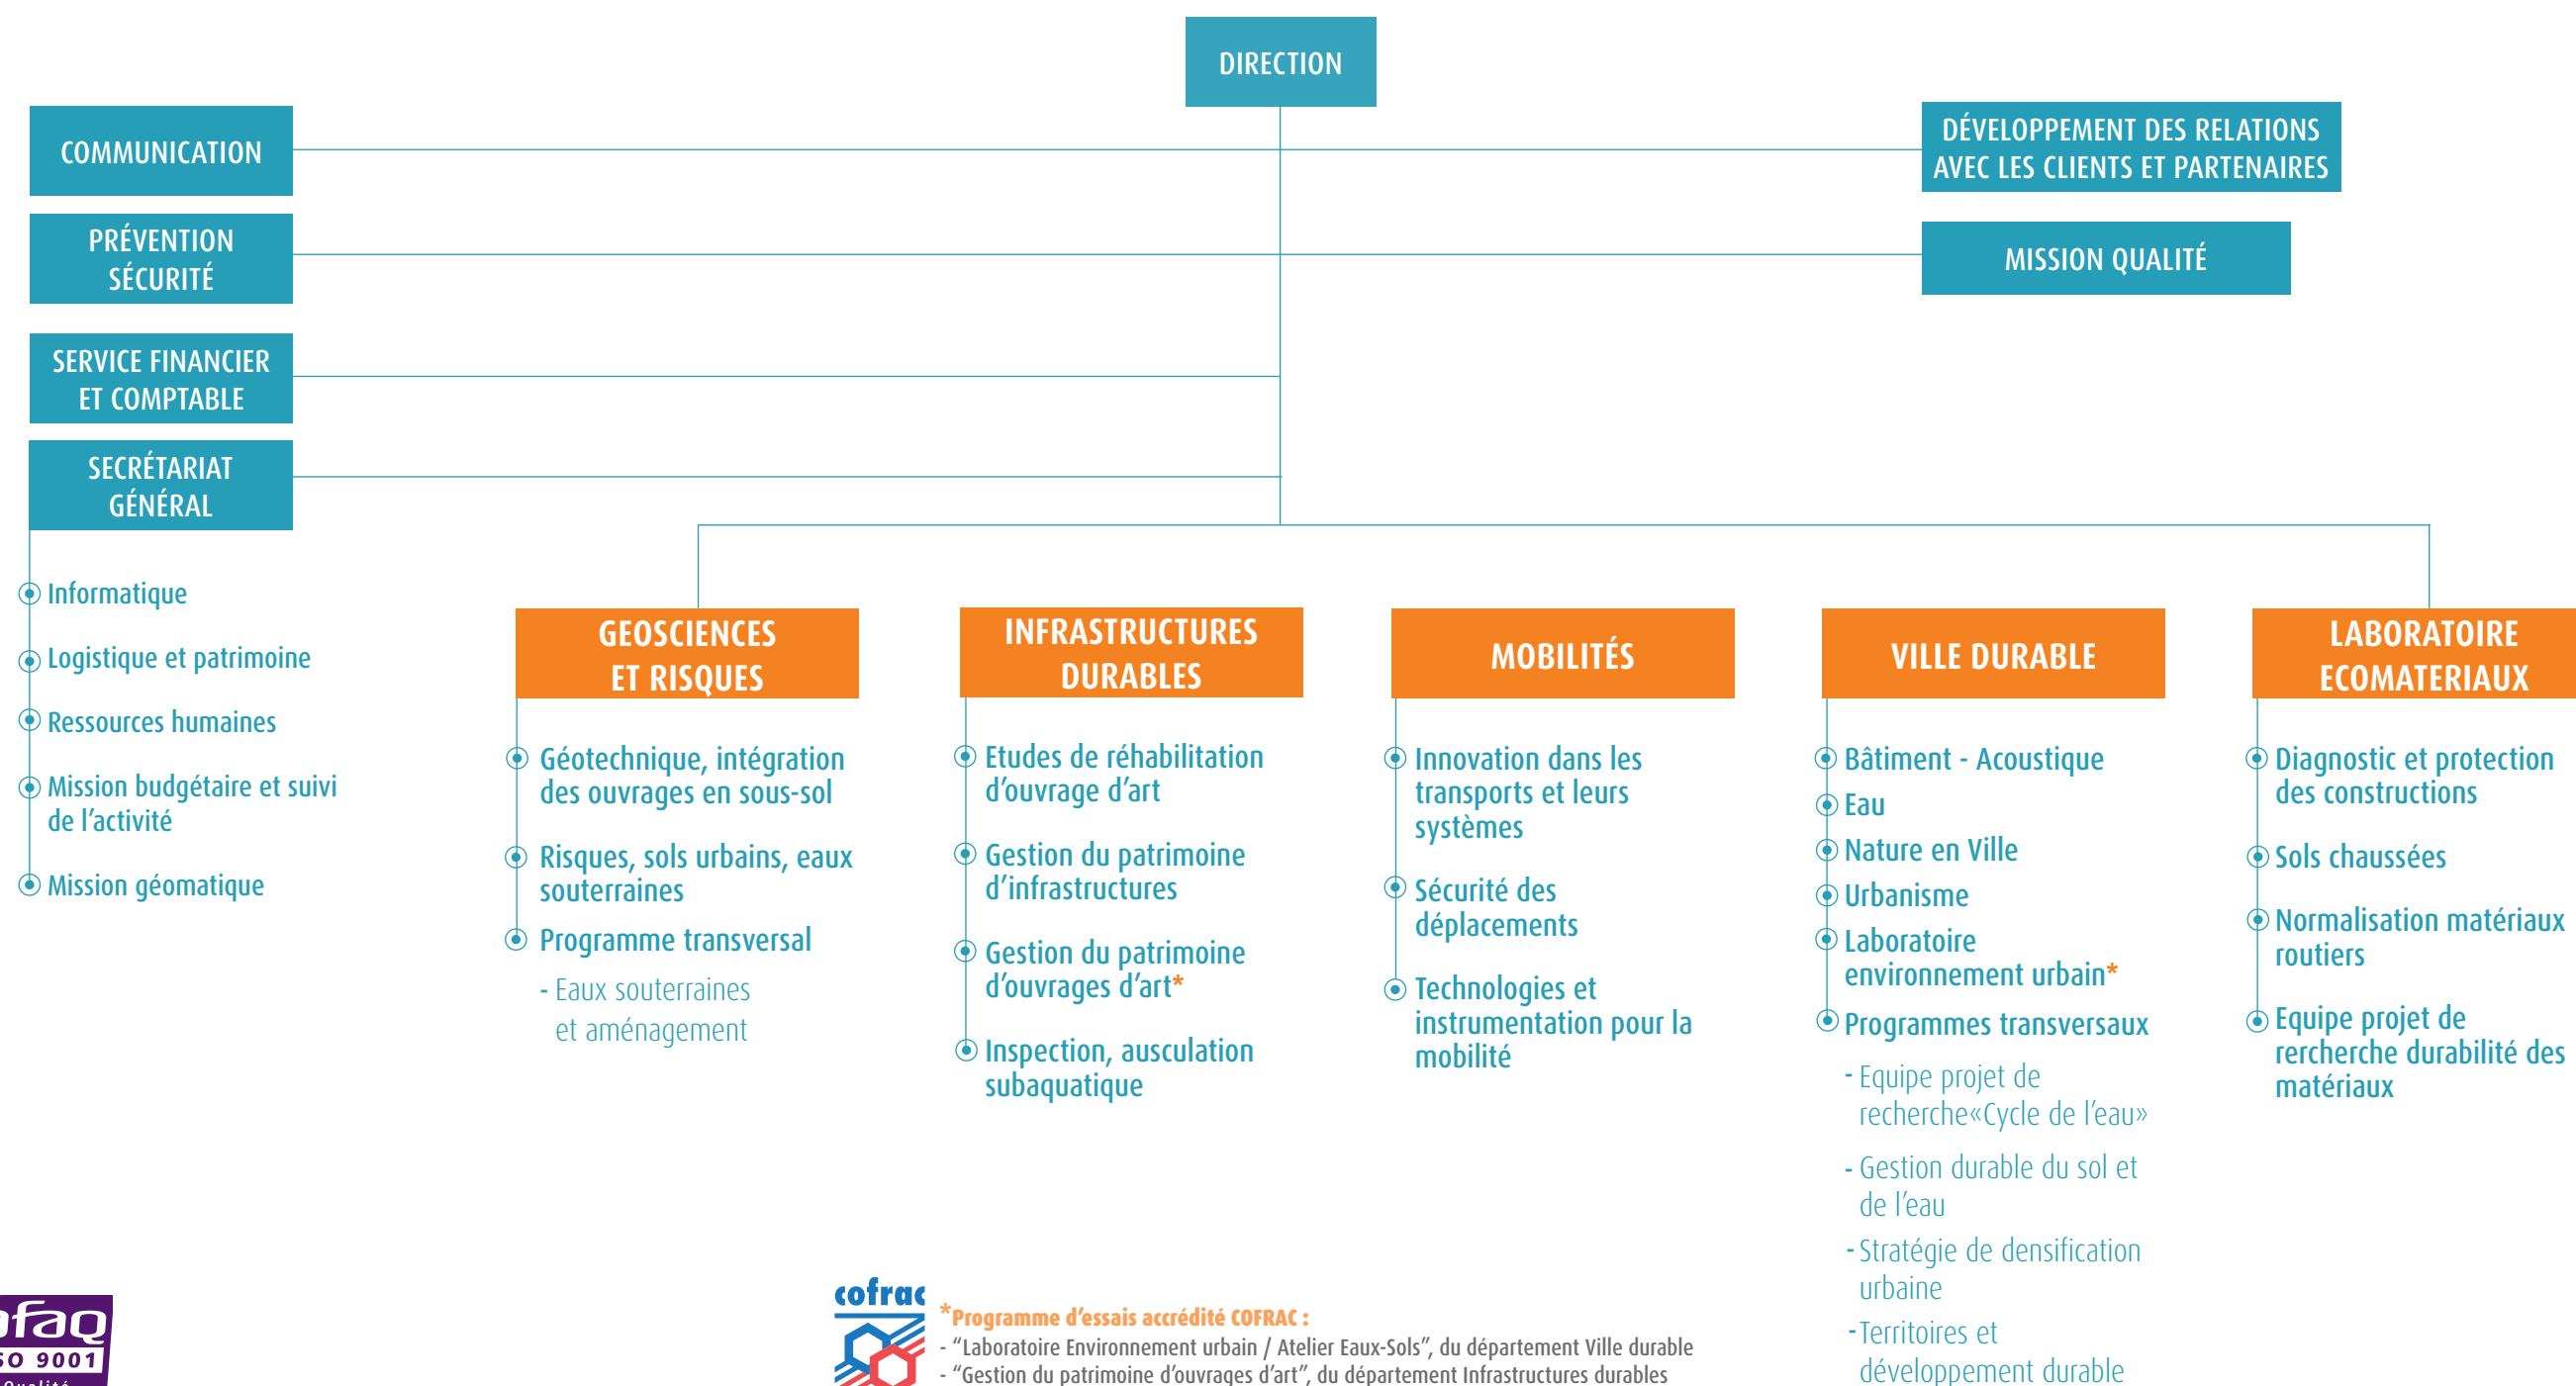 DIRECTION
COMMUNICATION
DÉVELOPPEMENT DES RELATIONS
AVEC LES CLIENTS ET PARTENAIRES
PRÉVENTION
SÉCURITÉ
MISSION QUALITÉ
SERVICE FINANCIER
ET COMPTABLE
SECRÉTARIAT
GÉNÉRAL
Informatique
Logistique et patrimoine
Ressources humaines
Mission budgétaire et suivi
de l’activité
Mission géomatique
GEOSCIENCES
ET RISQUES
Géotechnique, intégration
des ouvrages en sous-sol
Risques, sols urbains, eaux
souterraines
Programme transversal
- Eaux souterraines
et aménagement
INFRASTRUCTURES
DURABLES
Etudes de réhabilitation
d’ouvrage d’art
Gestion du patrimoine
d’infrastructures
Gestion du patrimoine
d’ouvrages d’art*
Inspection, ausculation
subaquatique
MOBILITÉS
Innovation dans les
transports et leurs
systèmes
Sécurité des
déplacements
Technologies et
instrumentation pour la
mobilité
VILLE DURABLE
Bâtiment - Acoustique
Eau
Nature en Ville
Urbanisme
Laboratoire
environnement urbain*
Programmes transversaux
- Equipe projet de
recherche«Cycle de l’eau»
- Gestion durable du sol et
de l’eau
- Stratégie de densification
urbaine
- Territoires et
développement durable
LABORATOIRE
ECOMATERIAUX
Diagnostic et protection
des constructions
Sols chaussées
Normalisation matériaux
routiers
Equipe projet de
rercherche durabilité des
matériaux
afaq
ISO 9001
Qualité
cofrac
*Programme d’essais accrédité COFRAC :
- “Laboratoire Environnement urbain / Atelier Eaux-Sols”, du département Ville durable
- “Gestion du patrimoine d’ouvrages d’art”, du département Infrastructures durables